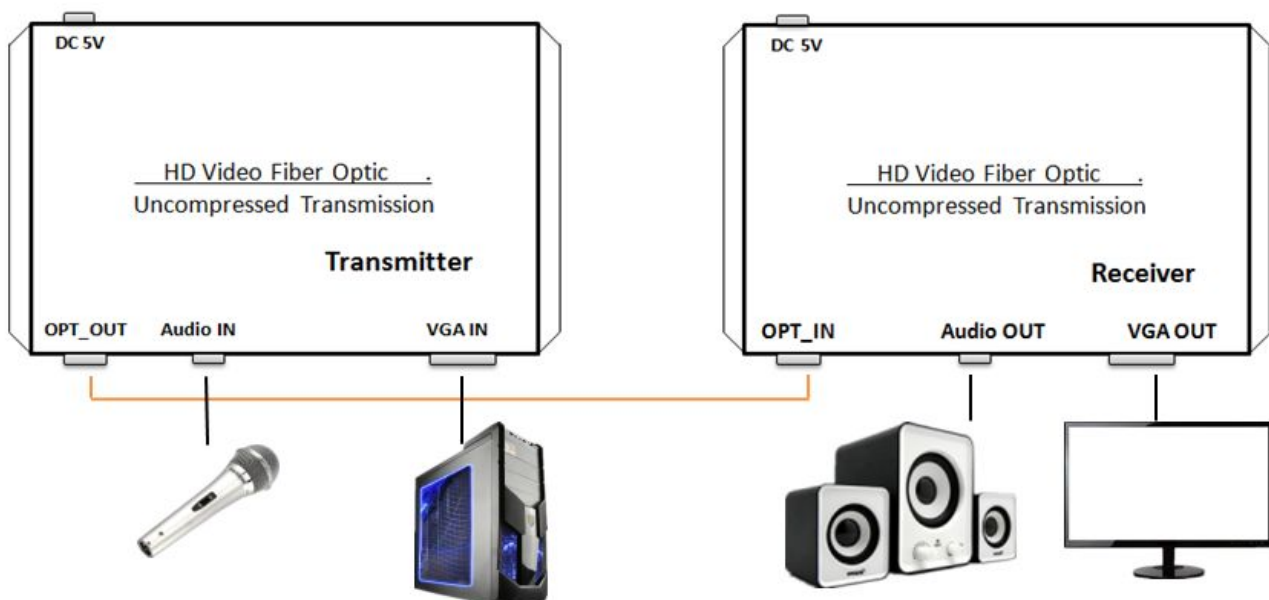 DC 5V
HD Video Fiber Optic .
Uncompressed Transmission
Transmitter
OPT_OUT Audio IN VGA IN
DC 5V
HD Video Fiber Optic .
Uncompressed Transmission
Receiver
OPT_IN Audio OUT VGA OUT